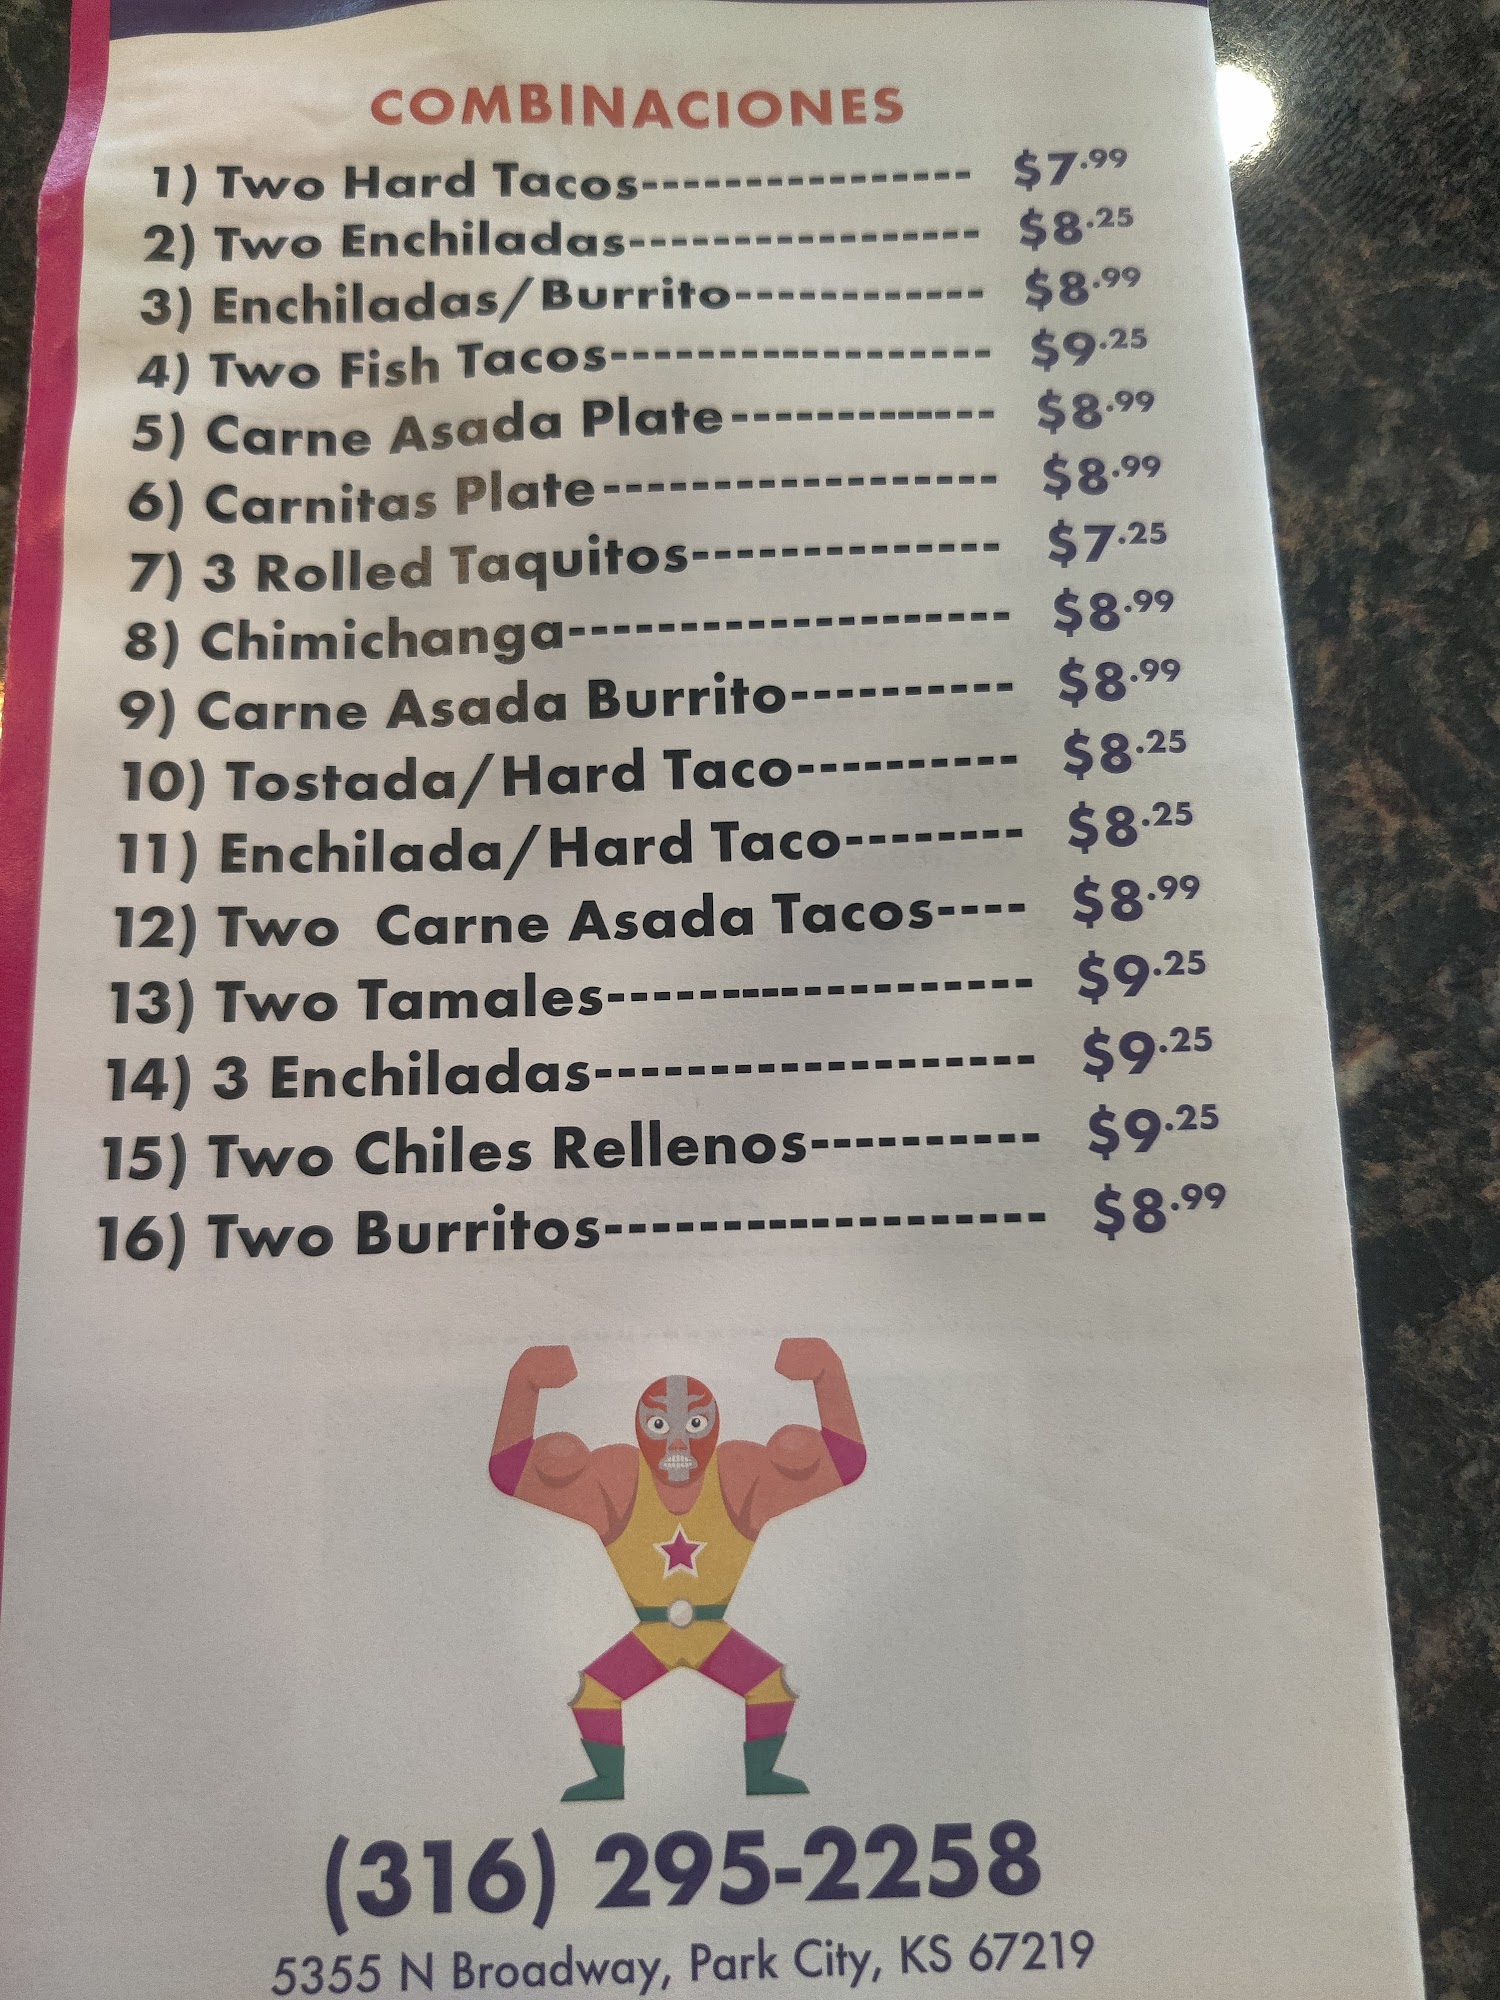 COMBINACIONES
1) Two Hard Tacos---------------- $7.99
2) Two Enchiladas----------------- $8.25
3) Enchiladas/Burrito------------ $8.99
4) Two Fish Tacos------------------ $9.25
5) Carne Asada Plate------------- $8.99
6) Carnitas Plate------------------- $8.99
7) 3 Rolled Taquitos--------------- $7.25
8) Chimichanga--------------------- $8.99
9) Carne Asada Burrito---------- $8.99
10) Tostada/Hard Taco---------- $8.25
11) Enchilada/Hard Taco-------- $8.25
12) Two  Carne Asada Tacos---- $8.99
13) Two Tamales------------------- $9.25
14) 3 Enchiladas------------------- $9.25
15) Two Chiles Rellenos---------- $9.25
16) Two Burritos------------------- $8.99
(316) 295-2258
5355 N Broadway, Park City, KS 67219